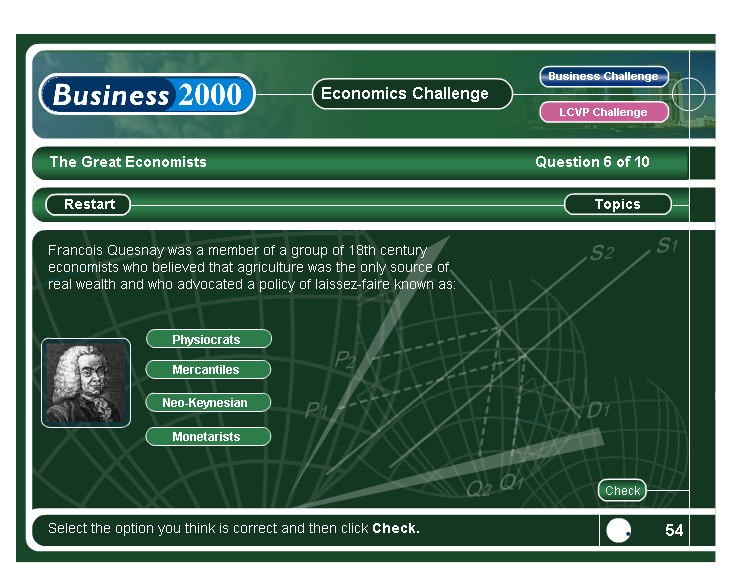 Business 2000
Economics Challenge
Business Challenge
LCVP Challenge
The Great Economists
Question 6 of 10
Restart
Topics
Francois Quesnay was a member of a group of 18th century
economists who believed that agriculture was the only source of
real wealth and who advocated a policy of laissez-faire known as:
S2
S1
Physiocrats
Mercantiles
Neo-Keynesian
Monetarists
P2
P1
D1
Q2
Q1
Check
Select the option you think is correct and then click Check.
54